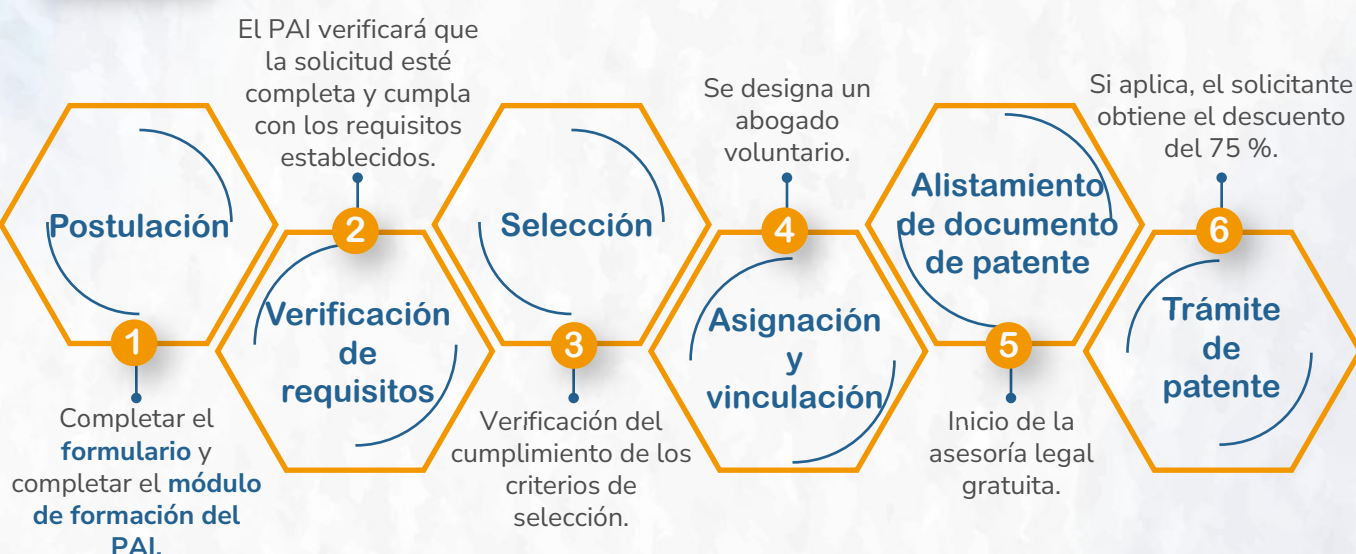 Postulación
1
Completar el
formulario y
completar el módulo
de formación del
PAI.
El PAI verificará que
la solicitud esté
completa y cumpla
con los requisitos
establecidos.
2
Verificación
de
requisitos
Selección
3
Verificación del
cumplimiento de los
criterios de
selección.
Se designa un
abogado
voluntario.
4
Asignación
y
vinculación
Alistamiento
de documento
de patente
5
Inicio de la
asesoría legal
gratuita.
Si aplica, el solicitante
obtiene el descuento
del 75 %.
6
Trámite
de
patente